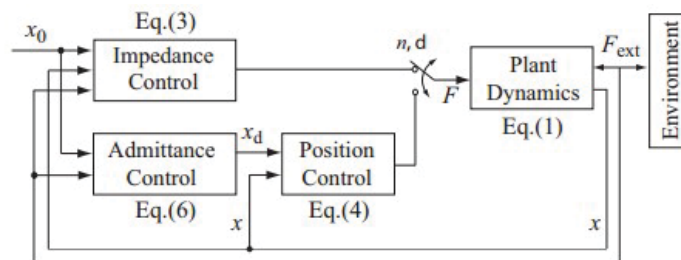 Eq.(3)
x0
Impedance
Control
n, d
F
Plant
Dynamics
Eq.(1)
Fext
Environment
Admittance
Control
Eq.(6)
xd
Position
Control
Eq.(4)
x
x